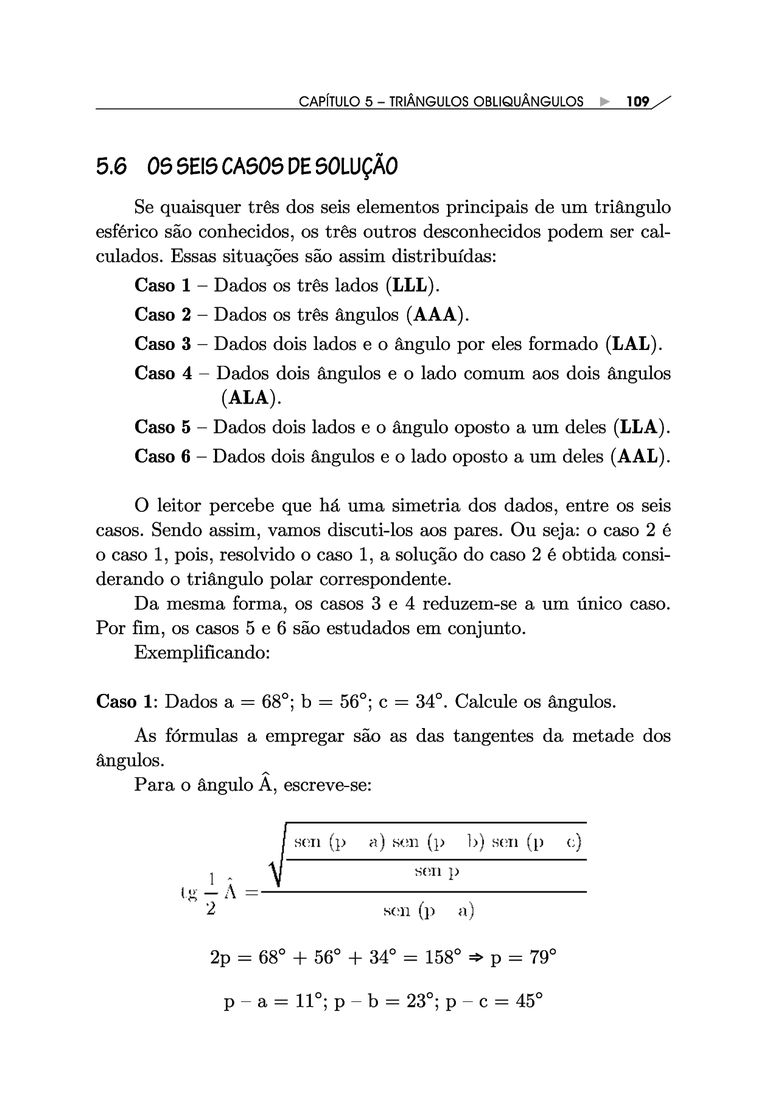 CAPÍTULO 5 – TRIÂNGULOS OBLIQUÂNGULOS ▶ 109
5.6 OS SEIS CASOS DE SOLUÇÃO
Se quaisquer três dos seis elementos principais de um triângulo
esférico são conhecidos, os três outros desconhecidos podem ser cal-
culados. Essas situações são assim distribuídas:
Caso 1 – Dados os três lados (LLL).
Caso 2 – Dados os três ângulos (AAA).
Caso 3 – Dados dois lados e o ângulo por eles formado (LAL).
Caso 4 – Dados dois ângulos e o lado comum aos dois ângulos
(ALA).
Caso 5 – Dados dois lados e o ângulo oposto a um deles (LLA).
Caso 6 – Dados dois ângulos e o lado oposto a um deles (AAL).
O leitor percebe que há uma simetria dos dados, entre os seis
casos. Sendo assim, vamos discuti-los aos pares. Ou seja: o caso 2 é
o caso 1, pois, resolvido o caso 1, a solução do caso 2 é obtida consi-
derando o triângulo polar correspondente.
Da mesma forma, os casos 3 e 4 reduzem-se a um único caso.
Por fim, os casos 5 e 6 são estudados em conjunto.
Exemplificando:
Caso 1: Dados a = 68°; b = 56°; c = 34°. Calcule os ângulos.
As fórmulas a empregar são as das tangentes da metade dos
ângulos.
Para o ângulo Â, escreve-se:
sen (p a) sen (p b) sen (p c)
sen p
tg 1/2 Â =
sen (p a)
2p = 68° + 56° + 34° = 158° ⇒ p = 79°
p – a = 11°; p – b = 23°; p – c = 45°